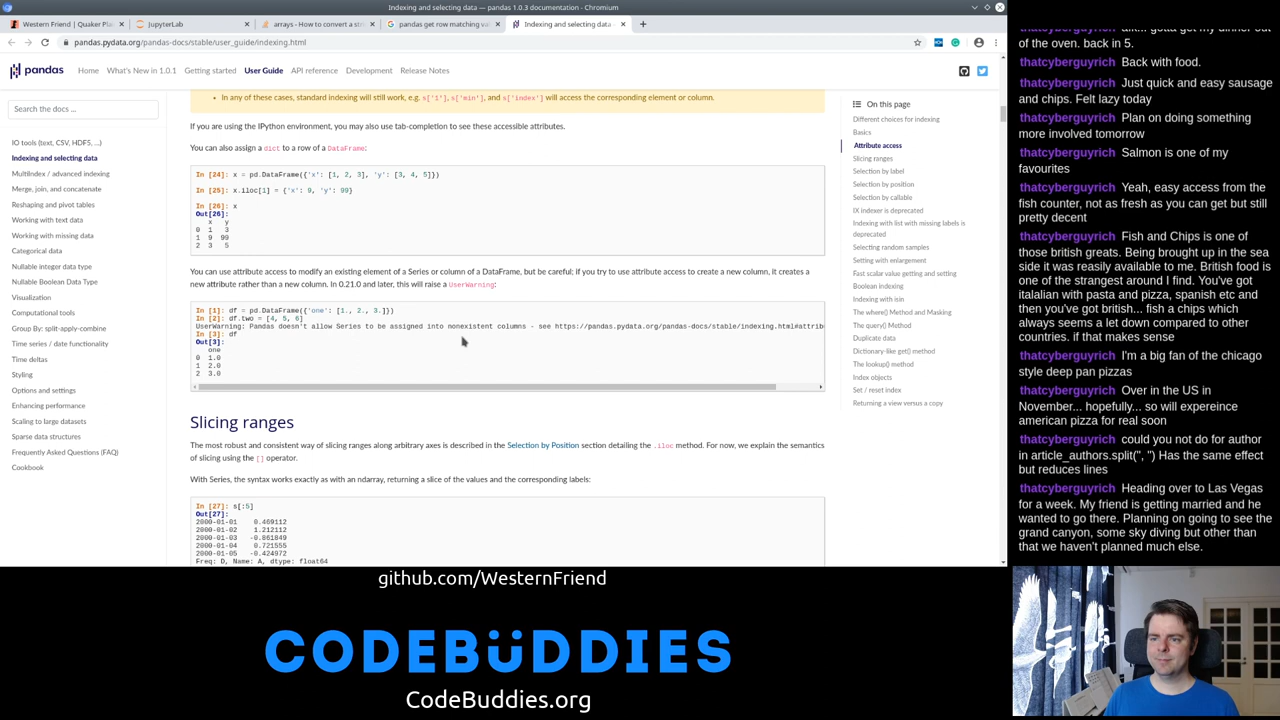 Indexing and selecting data — pandas 1.0.3 documentation - Chromium
Western Friend | Quaker Pla
JupyterLab
arrays - How to convert a str
pandas get row matching va
Indexing and selecting data
pandas.pydata.org/pandas-docs/stable/user_guide/indexing.html
pandas
Home
What's New in 1.0.1
Getting started
User Guide
API reference
Development
Release Notes
Search the docs ...
IO tools (text, CSV, HDF5, …)
Indexing and selecting data
MultiIndex / advanced indexing
Merge, join, and concatenate
Reshaping and pivot tables
Working with text data
Working with missing data
Categorical data
Nullable integer data type
Nullable Boolean Data Type
Visualization
Computational tools
Group By: split-apply-combine
Time series / date functionality
Time deltas
Styling
Options and settings
Enhancing performance
Scaling to large datasets
Sparse data structures
Frequently Asked Questions (FAQ)
Cookbook
• In any of these cases, standard indexing will still work, e.g. s['1'], s['min'], and s['index'] will access the corresponding element or column.
If you are using the IPython environment, you may also use tab-completion to see these accessible attributes.
You can also assign a dict to a row of a DataFrame:
In [24]: x = pd.DataFrame({'x': [1, 2, 3], 'y': [3, 4, 5]})
In [25]: x.iloc[1] = {'x': 9, 'y': 99}
In [26]: x
Out[26]:
x y
0 1 3
1 9 99
2 3 5
You can use attribute access to modify an existing element of a Series or column of a DataFrame, but be careful; if you try to use attribute access to create a new column, it creates
a new attribute rather than a new column. In 0.21.0 and later, this will raise a UserWarning:
In [1]: df = pd.DataFrame({'one': [1., 2., 3.]})
In [2]: df.two = [4, 5, 6]
UserWarning: Pandas doesn't allow Series to be assigned into nonexistent columns - see https://pandas.pydata.org/pandas-docs/stable/indexing.html#attrib
In [3]: df
Out[3]:
one
0 1.0
1 2.0
2 3.0
Slicing ranges
The most robust and consistent way of slicing ranges along arbitrary axes is described in the Selection by Position section detailing the .iloc method. For now, we explain the semantics
of slicing using the [] operator.
With Series, the syntax works exactly as with an ndarray, returning a slice of the values and the corresponding labels:
In [27]: s[:5]
Out[27]:
2000-01-01 0.469112
2000-01-02 1.212112
2000-01-03 -0.861849
2000-01-04 0.721555
2000-01-05 -0.424972
Freq: D, Name: A, dtype: float64
On this page
Different choices for indexing
Basics
Attribute access
Slicing ranges
Selection by label
Selection by position
Selection by callable
IX indexer is deprecated
Indexing with list with missing labels is
deprecated
Selecting random samples
Setting with enlargement
Fast scalar value getting and setting
Boolean indexing
Indexing with isin
The where() Method and Masking
The query() Method
Duplicate data
Dictionary-like get() method
The lookup() method
Index objects
Set / reset index
Returning a view versus a copy
gotta get my dinner out
of the oven. back in 5.
thatcyberguyrich Back with food.
thatcyberguyrich Just quick and easy sausage
and chips. Felt lazy today
thatcyberguyrich Plan on doing something
more involved tomorrow
thatcyberguyrich Salmon is one of my
favourites
thatcyberguyrich Yeah, easy access from the
fish counter, not as fresh as you can get but still
pretty decent
thatcyberguyrich Fish and Chips is one of
those british greats. Being brought up in the sea
side it was reasily available to me. British food is
one of the strangest around I find. You've got
italalian with pasta and pizza, spanish etc and
then you've got british... fish a chips which
always seems a let down compared to other
countries. if that makes sense
thatcyberguyrich I'm a big fan of the chicago
style deep pan pizzas
thatcyberguyrich Over in the US in
November... hopefully... so will expereince
american pizza for real soon
thatcyberguyrich could you not do for author
in article_authors.split(", ") Has the same effect
but reduces lines
thatcyberguyrich Heading over to Las Vegas
for a week. My friend is getting married and he
wanted to go there. Planning on going to see the
grand canyon, some sky diving but other than
that we haven't planned much else.
github.com/WesternFriend
CODEBUDDIES
CodeBuddies.org